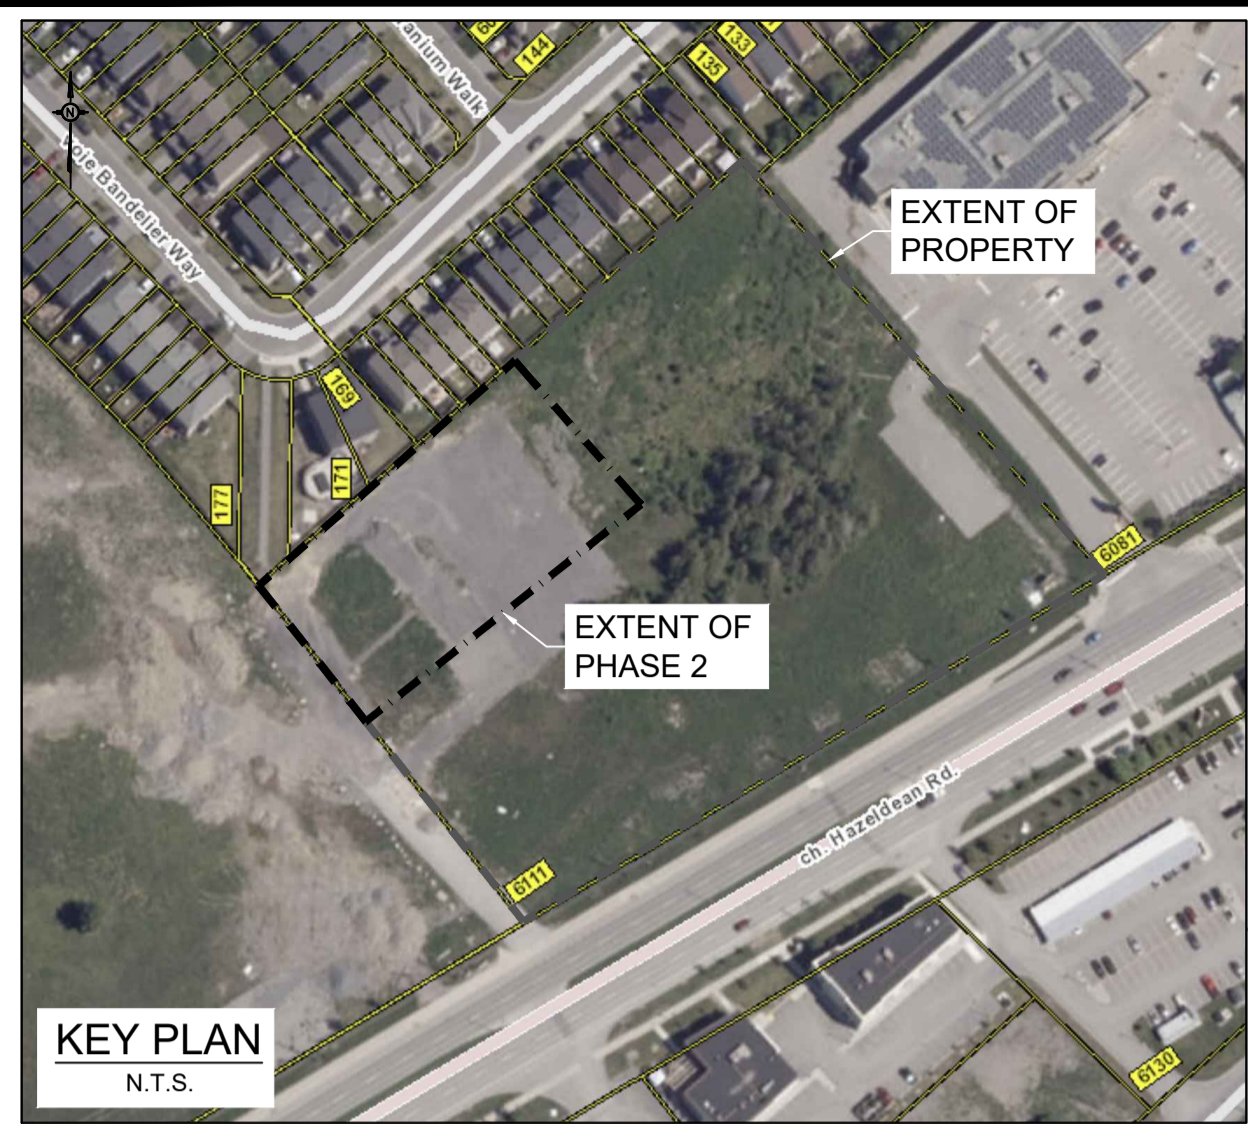 144
133
135
Walk
N
Bandelier Way
EXTENT OF
PROPERTY
169
171
177
6081
EXTENT OF
PHASE 2
ch. Hazeldean Rd.
6111
KEY PLAN
N.T.S.
6130